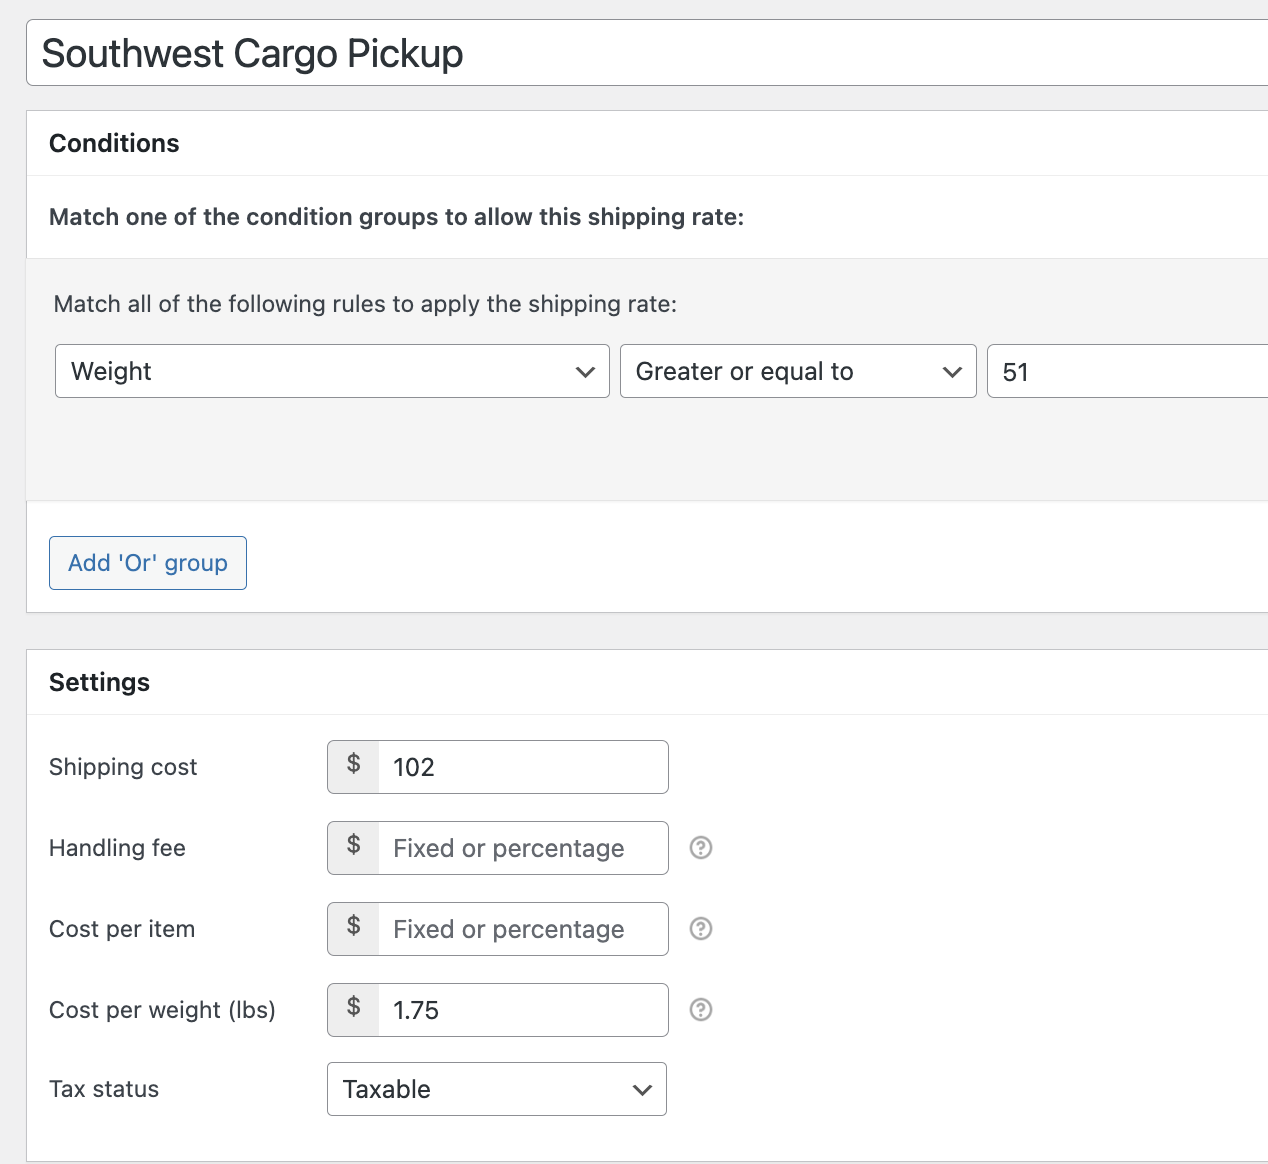 Southwest Cargo Pickup
Conditions
Match one of the condition groups to allow this shipping rate:
Match all of the following rules to apply the shipping rate:
Weight Greater or equal to 51
Add 'Or' group
Settings
Shipping cost $ 102
Handling fee $ Fixed or percentage ?
Cost per item $ Fixed or percentage ?
Cost per weight (lbs) $ 1.75 ?
Tax status Taxable